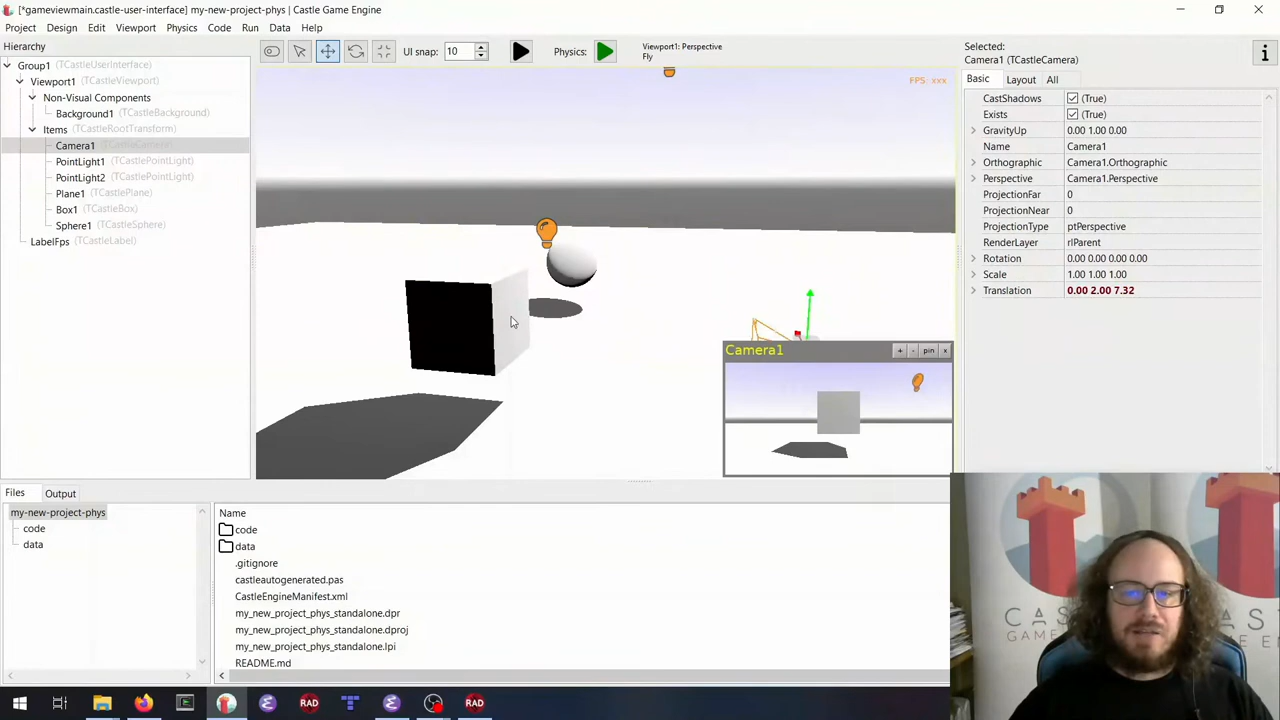 [*gameviewmain.castle-user-interface] my-new-project-phys | Castle Game Engine
Project Design Edit Viewport Physics Code Run Data Help
Hierarchy
Group1 (TCastleUserInterface)
Viewport1 (TCastleViewport)
Non-Visual Components
Background1 (TCastleBackground)
Items (TCastleRootTransform)
Camera1 (TCastleCamera)
PointLight1 (TCastlePointLight)
PointLight2 (TCastlePointLight)
Plane1 (TCastlePlane)
Box1 (TCastleBox)
Sphere1 (TCastleSphere)
LabelFps (TCastleLabel)
UI snap: 10
Physics:
Viewport1: Perspective
Fly
FPS: xxx
Camera1
+ - pin x
Selected:
Camera1 (TCastleCamera)
Basic Layout All
CastShadows (True)
Exists (True)
GravityUp 0.00 1.00 0.00
Name Camera1
Orthographic Camera1.Orthographic
Perspective Camera1.Perspective
ProjectionFar 0
ProjectionNear 0
ProjectionType ptPerspective
RenderLayer rlParent
Rotation 0.00 0.00 0.00 0.00
Scale 1.00 1.00 1.00
Translation 0.00 2.00 7.32
Files Output
my-new-project-phys
code
data
Name
code
data
.gitignore
castleautogenerated.pas
CastleEngineManifest.xml
my_new_project_phys_standalone.dpr
my_new_project_phys_standalone.dproj
my_new_project_phys_standalone.lpi
README.md
RAD
RAD